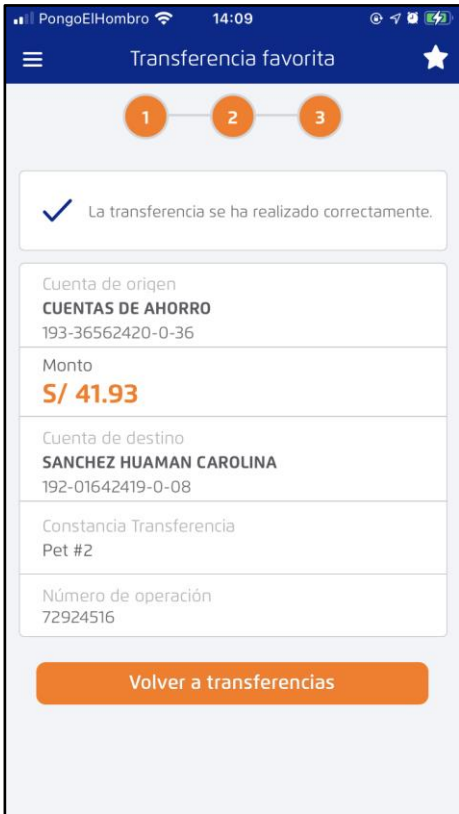 PongoElHombro 14:09
Transferencia favorita
1 2 3
La transferencia se ha realizado correctamente.
Cuenta de origen
CUENTAS DE AHORRO
193-36562420-0-36
Monto
S/ 41.93
Cuenta de destino
SANCHEZ HUAMAN CAROLINA
192-01642419-0-08
Constancia Transferencia
Pet #2
Número de operación
72924516
Volver a transferencias